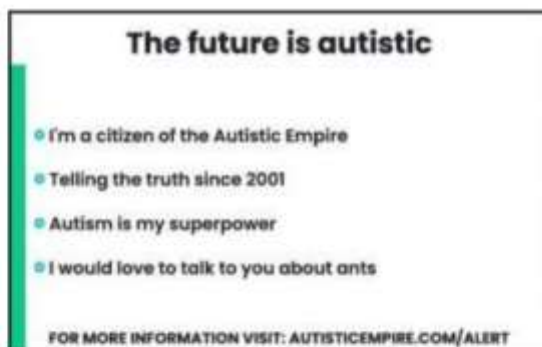 The future is autistic
I'm a citizen of the Autistic Empire
Telling the truth since 2001
Autism is my superpower
I would love to talk to you about ants
FOR MORE INFORMATION VISIT: AUTISTICEMPIRE.COM/ALERT